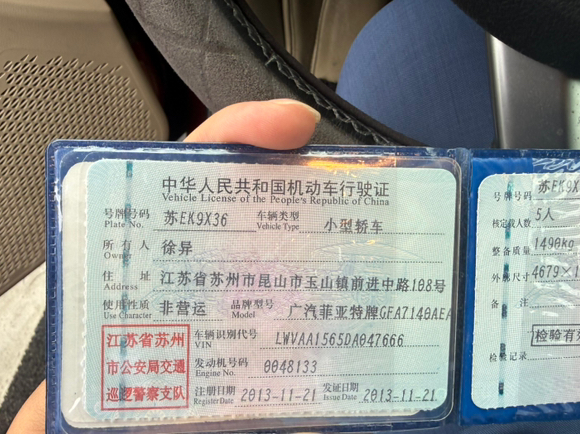 中华人民共和国机动车行驶证
Vehicle License of the People's Republic of China
号牌号码 苏EK9X36 车辆类型 小型轿车
Plate No. Vehicle Type
所有人 徐异
Owner
住址 江苏省苏州市昆山市玉山镇前进中路108号
Address
使用性质 非营运 品牌型号 广汽菲亚特牌GFA7140AEA
Use Character Model
江苏省苏州
市公安局交通
巡逻警察支队
车辆识别代号 LWVAA1565DA047666
VIN
发动机号码 0048133
Engine No.
注册日期 2013-11-21 发证日期 2013-11-21
Register Date Issue Date
号牌号码 苏EK9X
核定载人数 5人
整备质量 1490kg
外廓尺寸 4679×1
备注
检验有效
检验记录